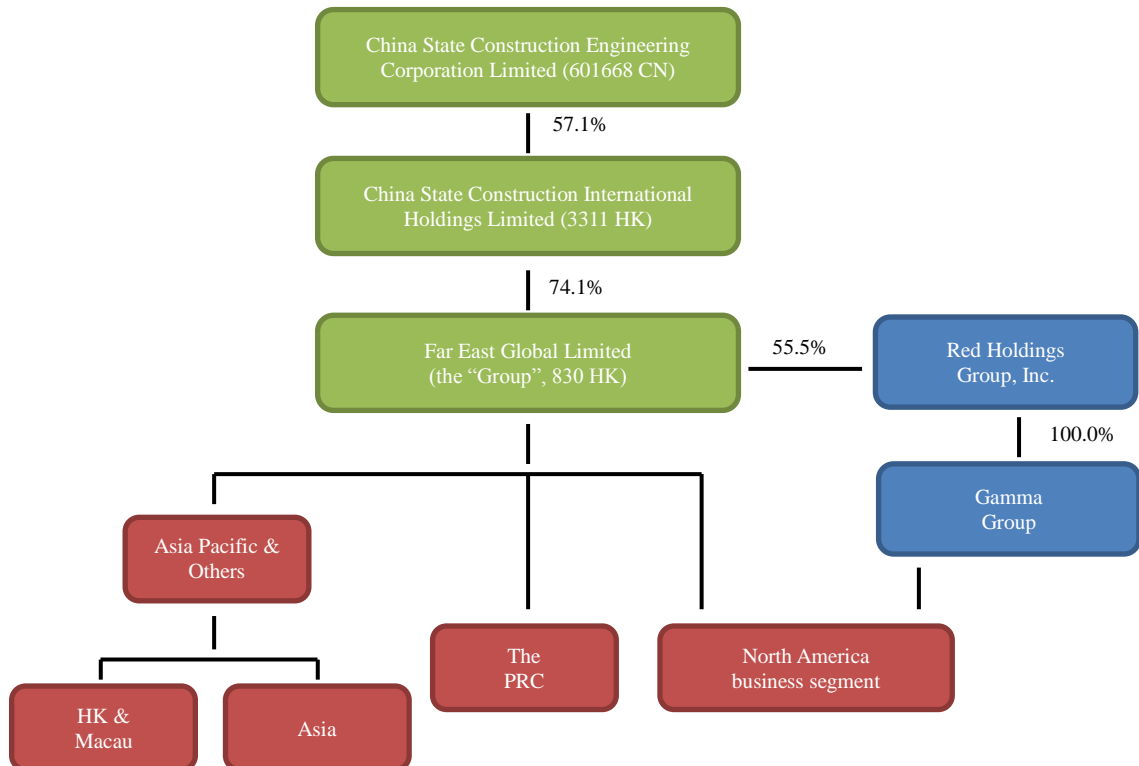 China State Construction Engineering
Corporation Limited (601668 CN)
57.1%
China State Construction International
Holdings Limited (3311 HK)
74.1%
Far East Global Limited
(the “Group”, 830 HK)
55.5%
Red Holdings
Group, Inc.
100.0%
Gamma
Group
Asia Pacific &
Others
The
PRC
North America
business segment
HK &
Macau
Asia